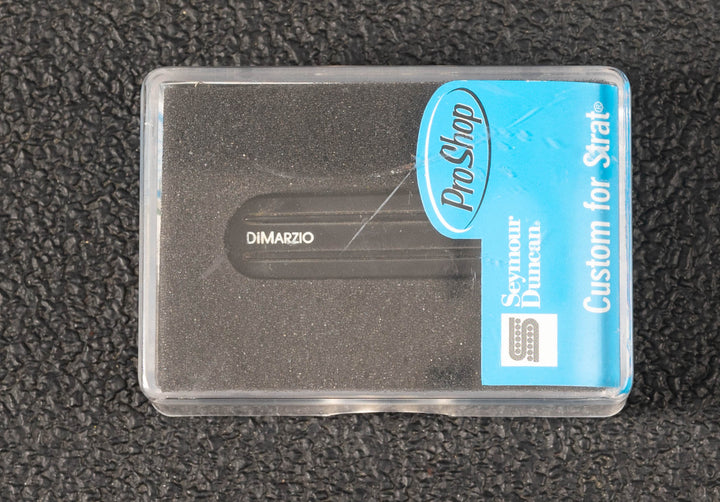 DiMARZIO
ProShop
Seymour
Duncan®
Custom for Strat®